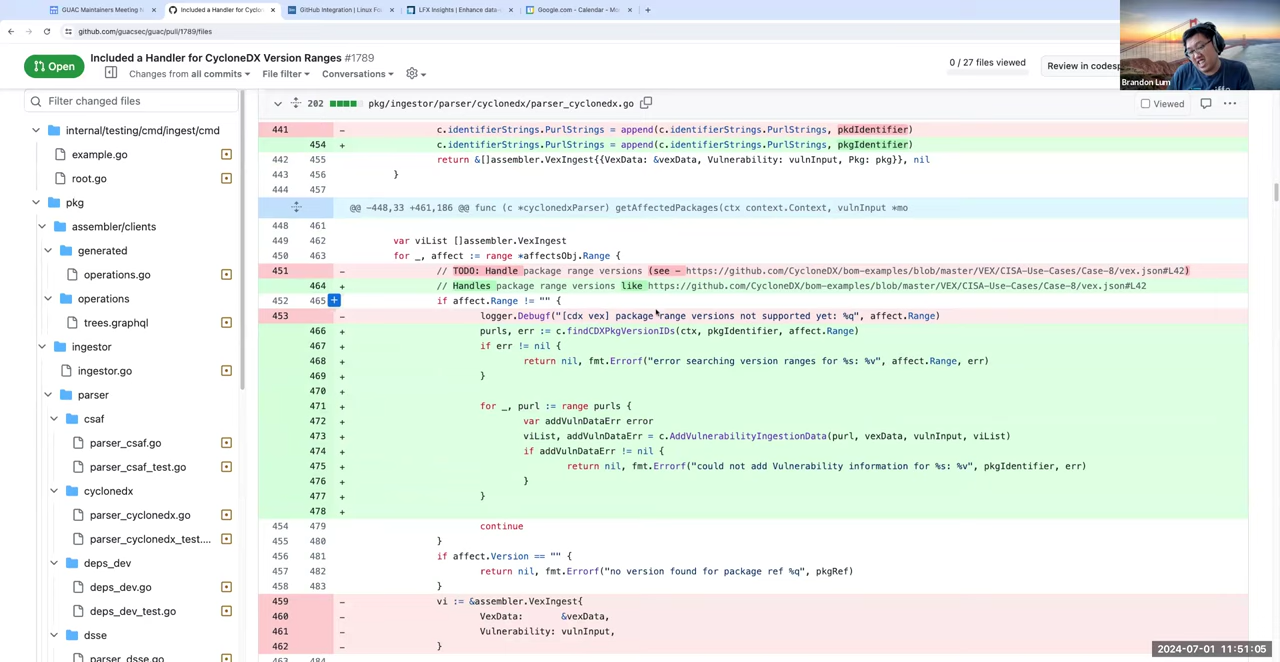 GUAC Maintainers Meeting N
Included a Handler for Cyclo
GitHub Integration | Linux Fo
LFX Insights | Enhance data-
Google.com - Calendar - Mo
github.com/guacsec/guac/pull/1789/files
Open
Included a Handler for CycloneDX Version Ranges #1789
Changes from all commits
File filter
Conversations
0 / 27 files viewed
Review in codesp
Brandon Lum
Filter changed files
internal/testing/cmd/ingest/cmd
example.go
root.go
pkg
assembler/clients
generated
operations.go
operations
trees.graphql
ingestor
ingestor.go
parser
csaf
parser_csaf.go
parser_csaf_test.go
cyclonedx
parser_cyclonedx.go
parser_cyclonedx_test....
deps_dev
deps_dev.go
deps_dev_test.go
dsse
parser_dsse.go
202 pkg/ingestor/parser/cyclonedx/parser_cyclonedx.go
Viewed
441 - c.identifierStrings.PurlStrings = append(c.identifierStrings.PurlStrings, pkdIdentifier)
454 + c.identifierStrings.PurlStrings = append(c.identifierStrings.PurlStrings, pkgIdentifier)
442 455 return &[]assembler.VexIngest{{VexData: &vexData, Vulnerability: vulnInput, Pkg: pkg}}, nil
443 456 }
444 457
@@ -448,33 +461,186 @@ func (c *cyclonedxParser) getAffectedPackages(ctx context.Context, vulnInput *mo
448 461
449 462 var viList []assembler.VexIngest
450 463 for _, affect := range *affectsObj.Range {
451 - // TODO: Handle package range versions (see - https://github.com/CycloneDX/bom-examples/blob/master/VEX/CISA-Use-Cases/Case-8/vex.json#L42)
464 + // Handles package range versions like https://github.com/CycloneDX/bom-examples/blob/master/VEX/CISA-Use-Cases/Case-8/vex.json#L42
452 465 + if affect.Range != "" {
453 - logger.Debugf("[cdx vex] package range versions not supported yet: %q", affect.Range)
466 + purls, err := c.findCDXPkgVersionIDs(ctx, pkgIdentifier, affect.Range)
467 + if err != nil {
468 + return nil, fmt.Errorf("error searching version ranges for %s: %v", affect.Range, err)
469 + }
470 +
471 + for _, purl := range purls {
472 + var addVulnDataErr error
473 + viList, addVulnDataErr = c.AddVulnerabilityIngestionData(purl, vexData, vulnInput, viList)
474 + if addVulnDataErr != nil {
475 + return nil, fmt.Errorf("could not add Vulnerability information for %s: %v", pkgIdentifier, err)
476 + }
477 + }
478 +
454 479 continue
455 480 }
456 481 if affect.Version == "" {
457 482 return nil, fmt.Errorf("no version found for package ref %q", pkgRef)
458 483 }
459 - vi := &assembler.VexIngest{
460 - VexData: &vexData,
461 - Vulnerability: vulnInput,
462 - }
463 484
2024-07-01 11:51:05